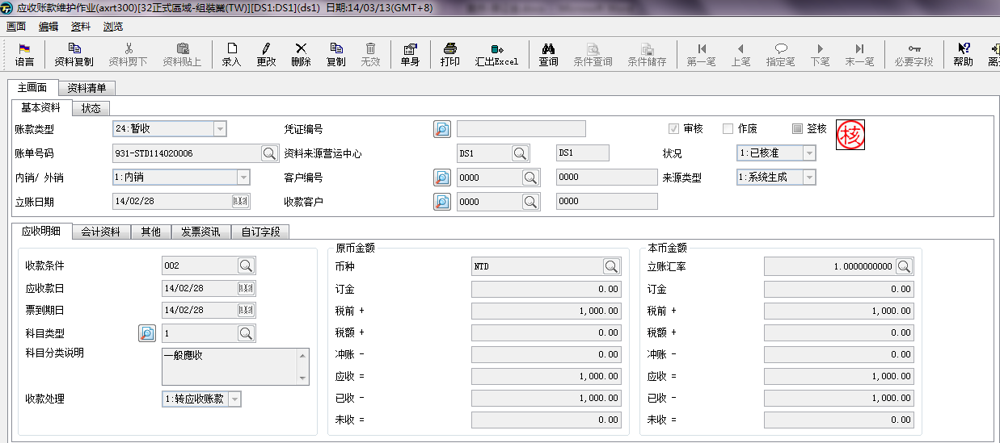 应收账款维护作业(axrt300)[32正式區域-組裝業(TW)][DS1:DS1](ds1) 日期:14/03/13(GMT+8)
画面 编辑 资料 浏览
语言 资料复制 资料剪下 资料贴上 录入 更改 删除 复制 无效 单身 打印 汇出Excel 查询 条件查询 条件储存 第一笔 上笔 指定笔 下笔 末一笔 必要字段 帮助
主画面 资料清单
基本资料 状态
账款类型 24:暂收 凭证编号 审核 作废 签核 核
账单号码 931-STD114020006 资料来源营运中心 DS1 DS1 状况 1:已核准
内销/ 外销 1:内销 客户编号 0000 0000 来源类型 1:系统生成
立账日期 14/02/28 收款客户 0000 0000
应收明细 会计资料 其他 发票资讯 自订字段
原币金额 本币金额
收款条件 002 币种 NTD 立账汇率 1.0000000000
应收款日 14/02/28 订金 0.00 订金 0.00
票到期日 14/02/28 税前 + 1,000.00 税前 + 1,000.00
科目类型 1 税额 + 0.00 税额 + 0.00
科目分类说明 一般應收 冲账 - 0.00 冲账 - 0.00
应收 = 1,000.00 应收 = 1,000.00
收款处理 1:转应收账款 已收 - 1,000.00 已收 - 1,000.00
未收 = 0.00 未收 = 0.00